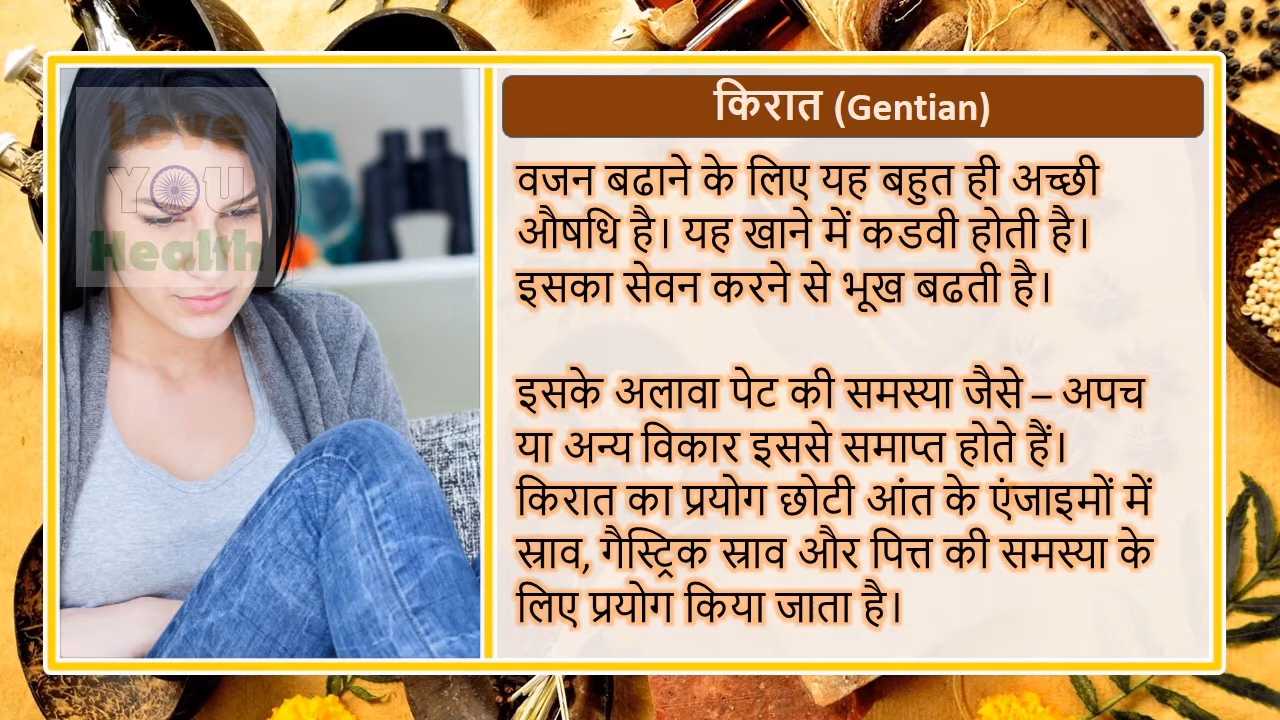 Love
YOU
Health
किरात (Gentian)
वजन बढाने के लिए यह बहुत ही अच्छी
औषधि है। यह खाने में कडवी होती है।
इसका सेवन करने से भूख बढती है।
इसके अलावा पेट की समस्या जैसे – अपच
या अन्य विकार इससे समाप्त होते हैं।
किरात का प्रयोग छोटी आंत के एंजाइमों में
स्राव, गैस्ट्रिक स्राव और पित्त की समस्या के
लिए प्रयोग किया जाता है।